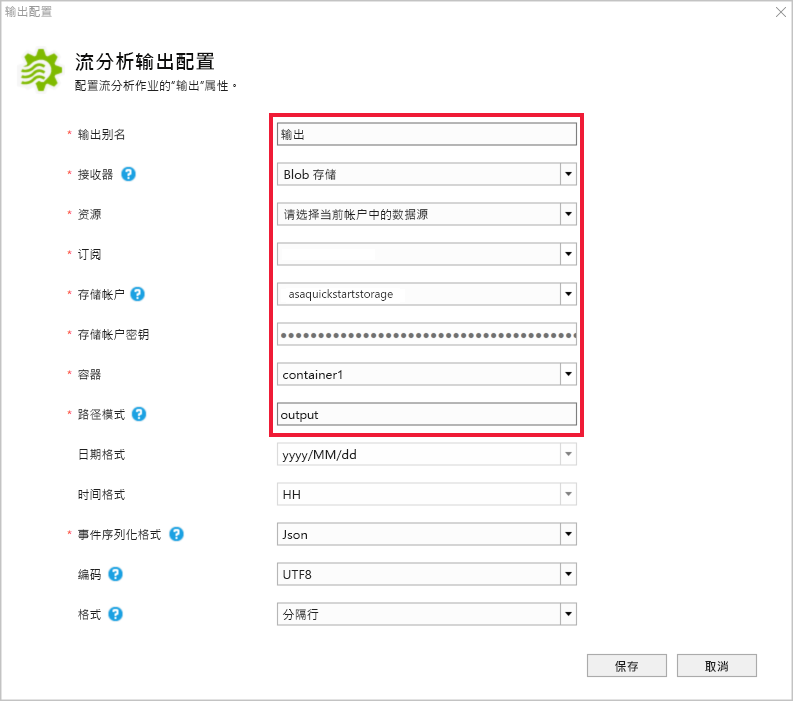 输出配置
流分析输出配置
配置流分析作业的“输出”属性。
* 输出别名 输出
* 接收器 ? Blob 存储
* 资源 请选择当前帐户中的数据源
* 订阅
* 存储帐户 ? asaquickstartstorage
* 存储帐户密钥
* 容器 container1
* 路径模式 ? output
日期格式 yyyy/MM/dd
时间格式 HH
* 事件序列化格式 ? Json
编码 ? UTF8
格式 ? 分隔行
保存 取消